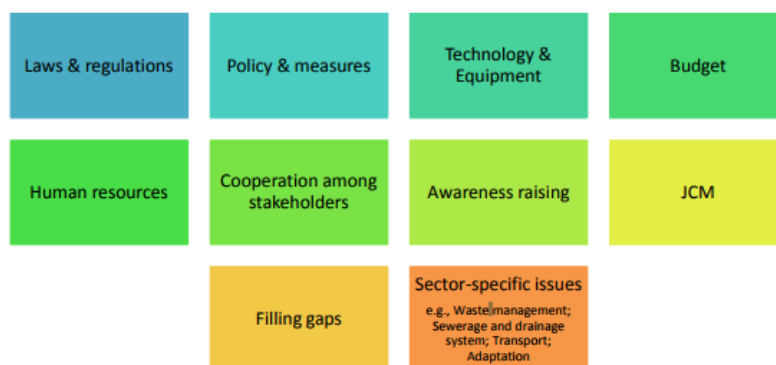 Laws & regulations
Policy & measures
Technology &
Equipment
Budget
Human resources
Cooperation among
stakeholders
Awareness raising
JCM
Filling gaps
Sector-specific issues
e.g., Waste management;
Sewerage and drainage
system; Transport;
Adaptation